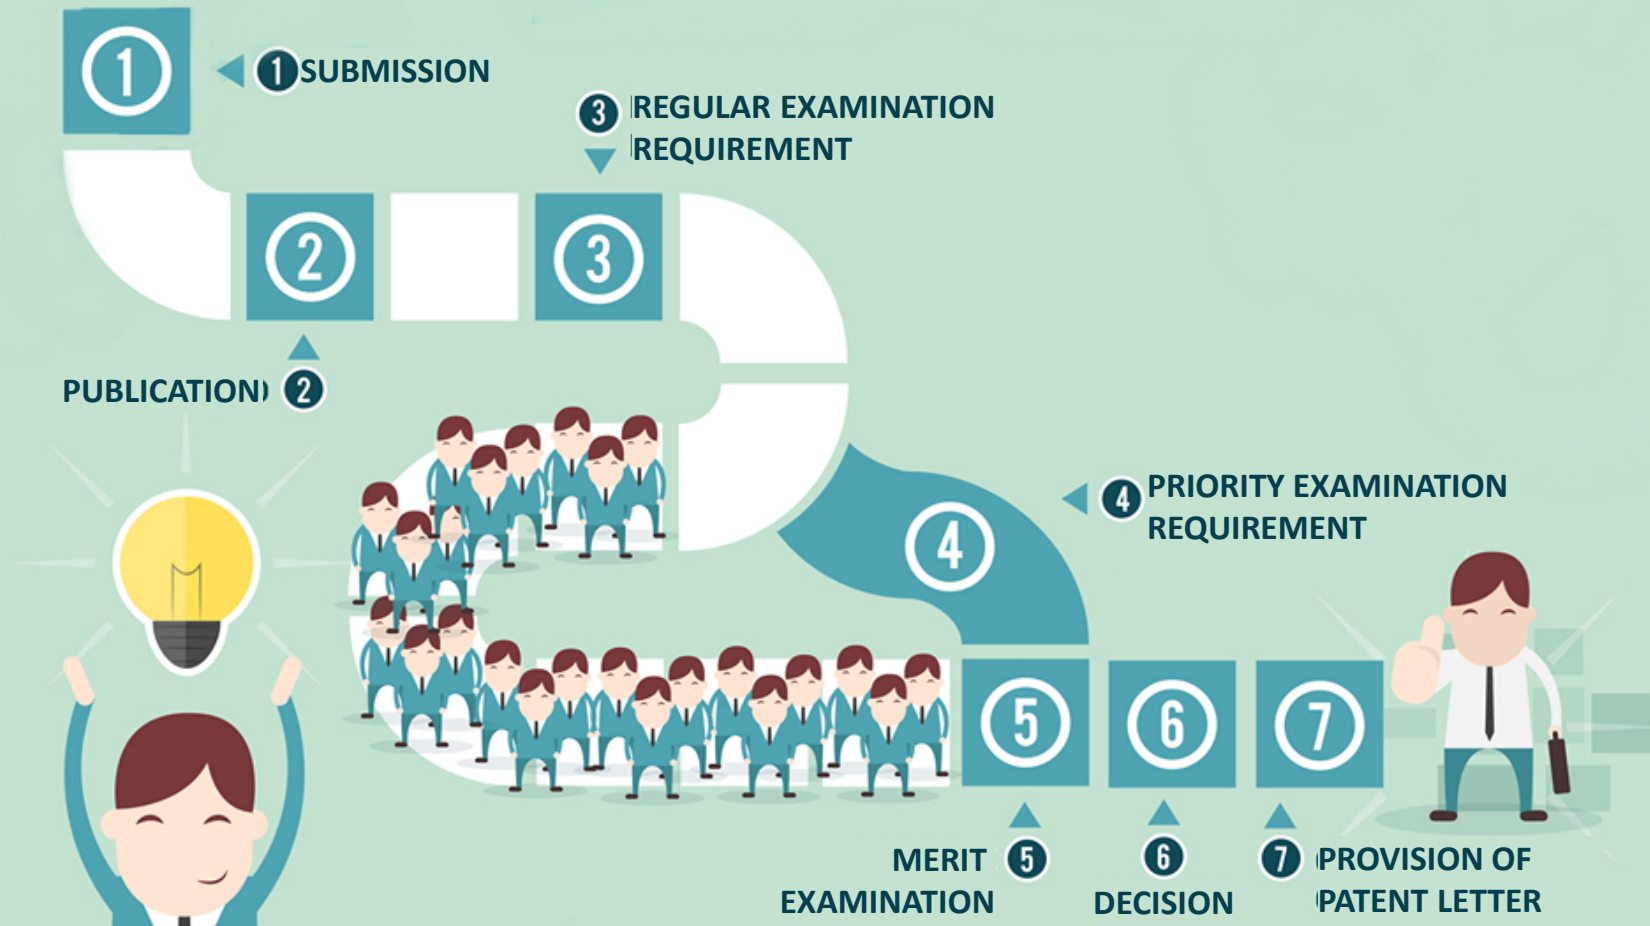 1
1 SUBMISSION
3 REGULAR EXAMINATION
REQUIREMENT
2
3
PUBLICATION 2
4 PRIORITY EXAMINATION
REQUIREMENT
4
5
6
7
MERIT 5
EXAMINATION
6
DECISION
7 PROVISION OF
PATENT LETTER